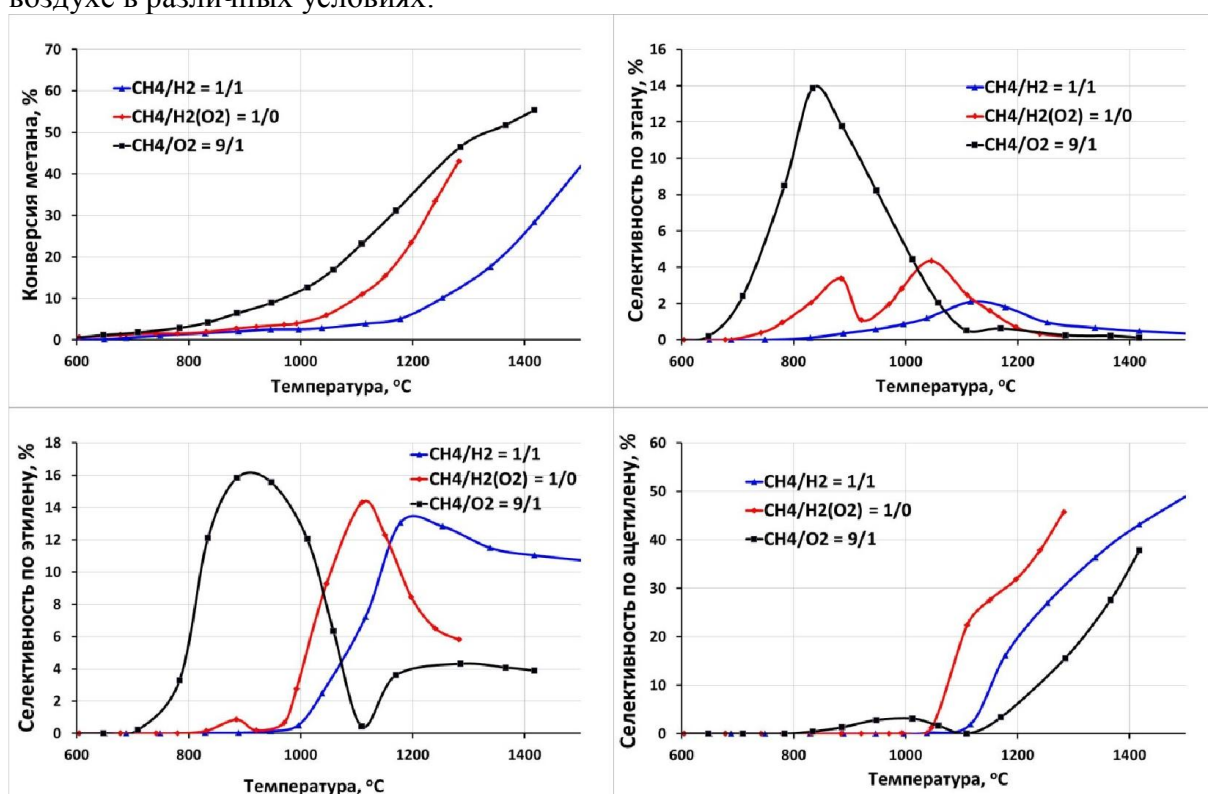 воздухе в различных условиях.
Конверсия метана, %
70
60
50
40
30
20
10
0
CH4/H2 = 1/1
CH4/H2(O2) = 1/0
CH4/O2 = 9/1
600 800 1000 1200 1400
Температура, °C
Селективность по этану, %
16
14
12
10
8
6
4
2
0
CH4/H2 = 1/1
CH4/H2(O2) = 1/0
CH4/O2 = 9/1
600 800 1000 1200 1400
Температура, °C
Селективность по этилену, %
18
16
14
12
10
8
6
4
2
0
CH4/H2 = 1/1
CH4/H2(O2) = 1/0
CH4/O2 = 9/1
600 800 1000 1200 1400
Температура, °C
Селективность по ацетилену, %
60
50
40
30
20
10
0
CH4/H2 = 1/1
CH4/H2(O2) = 1/0
CH4/O2 = 9/1
600 800 1000 1200 1400
Температура, °C